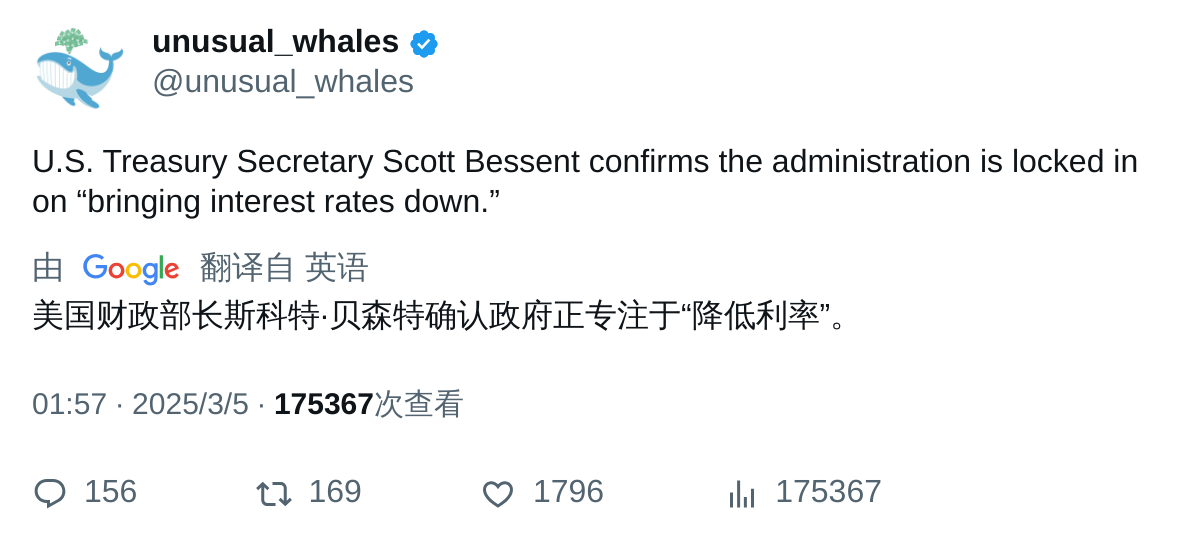 unusual_whales
@unusual_whales
U.S. Treasury Secretary Scott Bessent confirms the administration is locked in
on “bringing interest rates down.”
由 Google 翻译自 英语
美国财政部长斯科特·贝森特确认政府正专注于“降低利率”。
01:57 · 2025/3/5 · 175367次查看
156 169 1796 175367